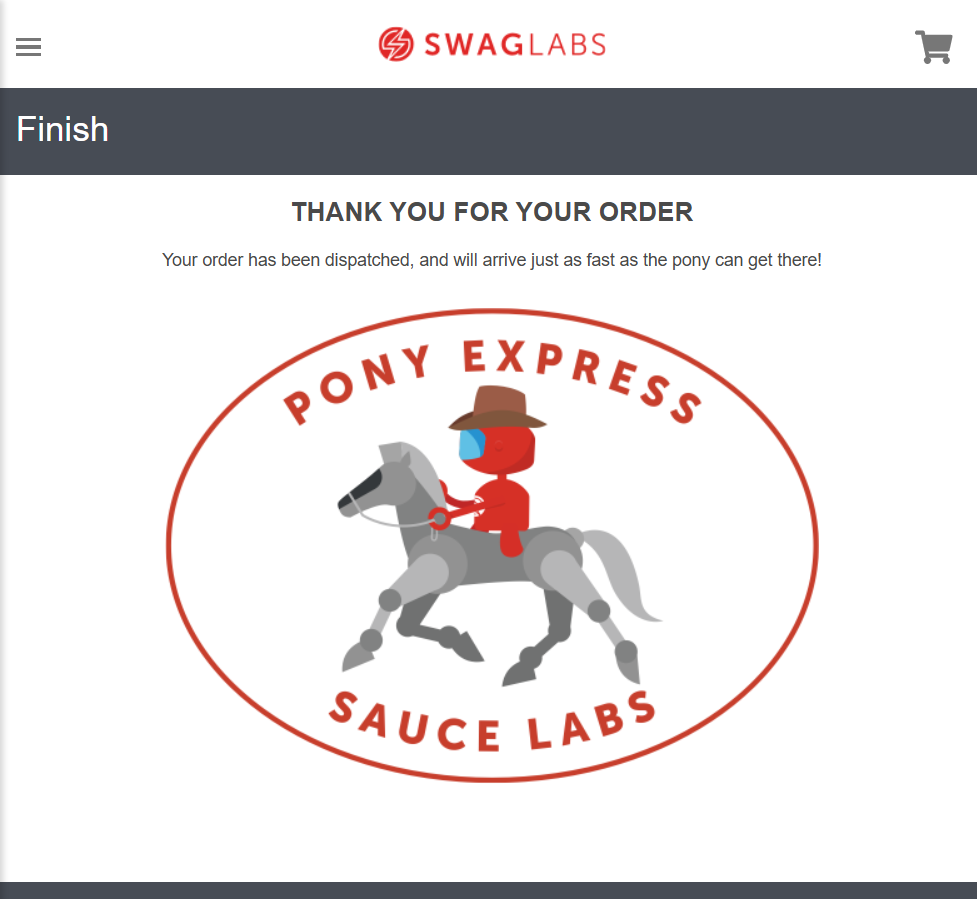 SWAGLABS
Finish
THANK YOU FOR YOUR ORDER
Your order has been dispatched, and will arrive just as fast as the pony can get there!
PONY EXPRESS
SAUCE LABS